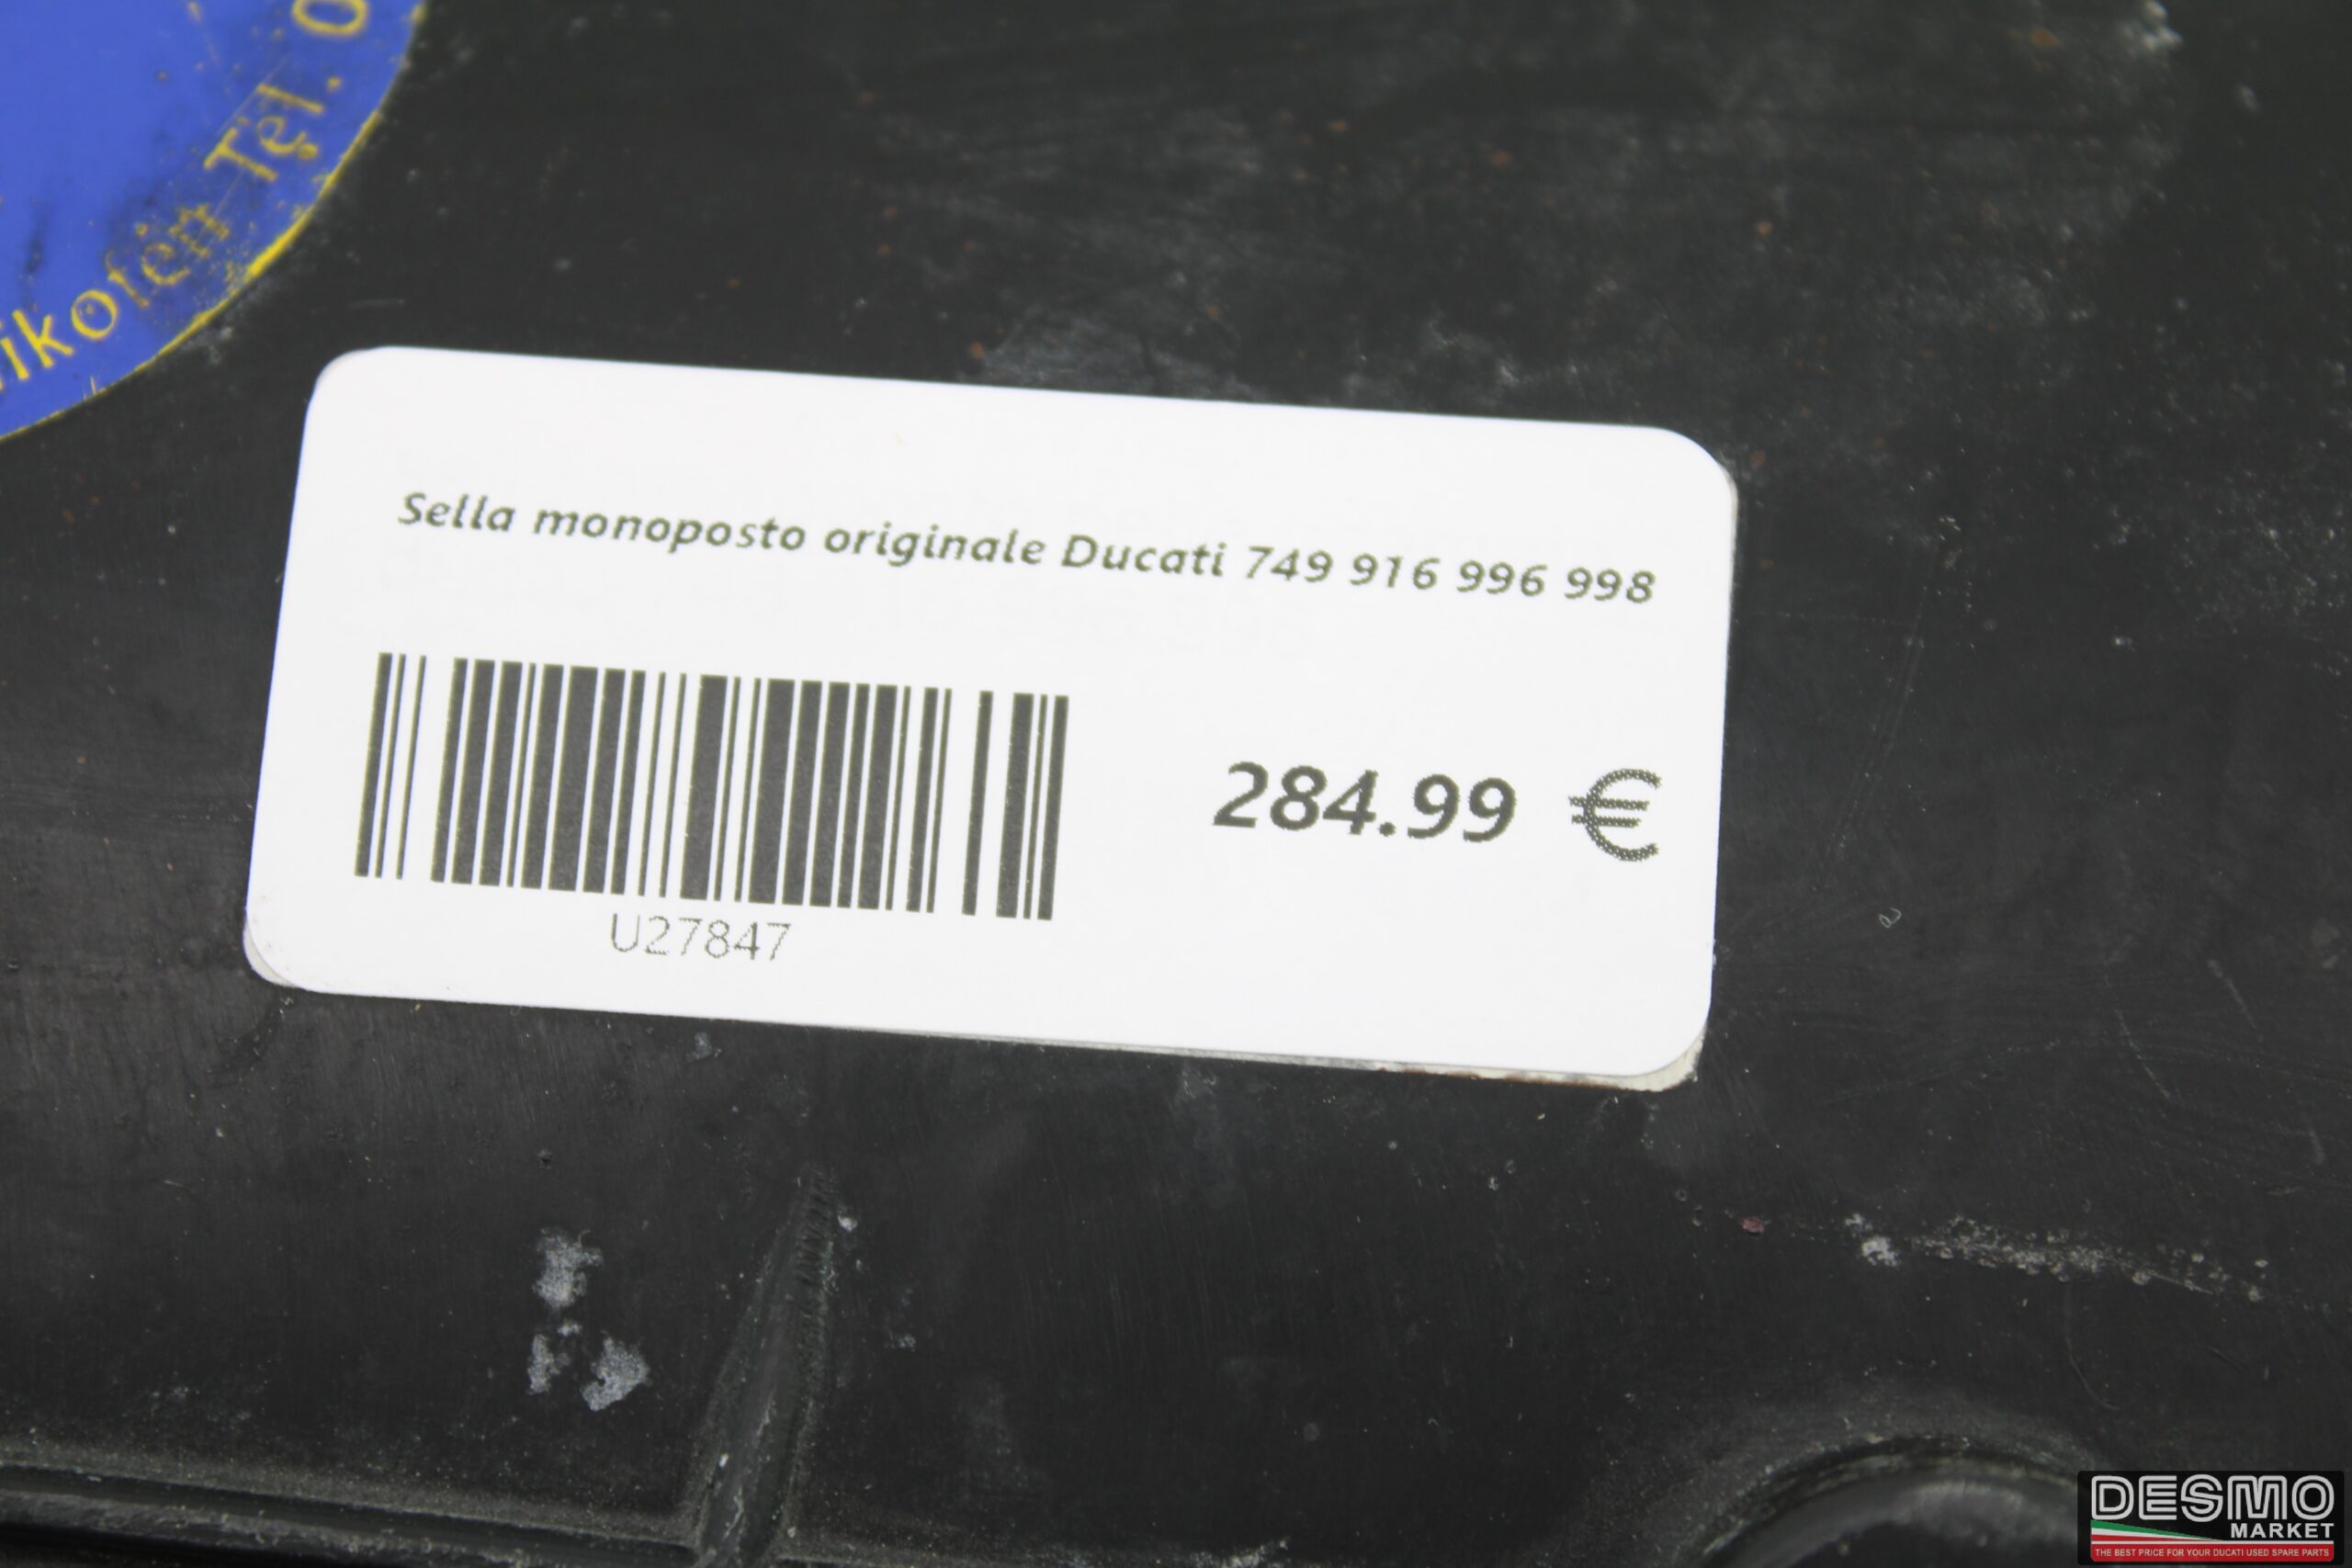 Tel. 0
Sella monoposto originale Ducati 749 916 996 998
284.99 €
U27847
DESMO
MARKET
THE BEST PRICE FOR YOUR DUCATI USED SPARE PARTS